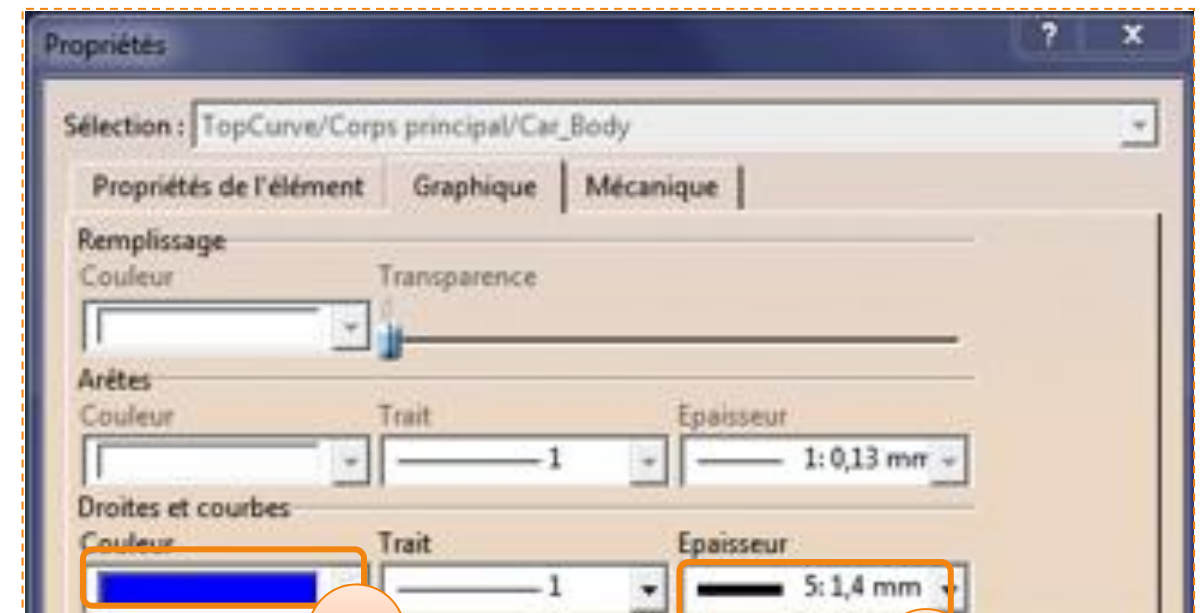 Propriétés ? x
Sélection : TopCurve/Corps principal/Car_Body
Propriétés de l'élément Graphique Mécanique
Remplissage
Couleur Transparence
Arêtes
Couleur Trait Epaisseur
1 1: 0,13 mm
Droites et courbes
Couleur Trait Epaisseur
1 5: 1,4 mm